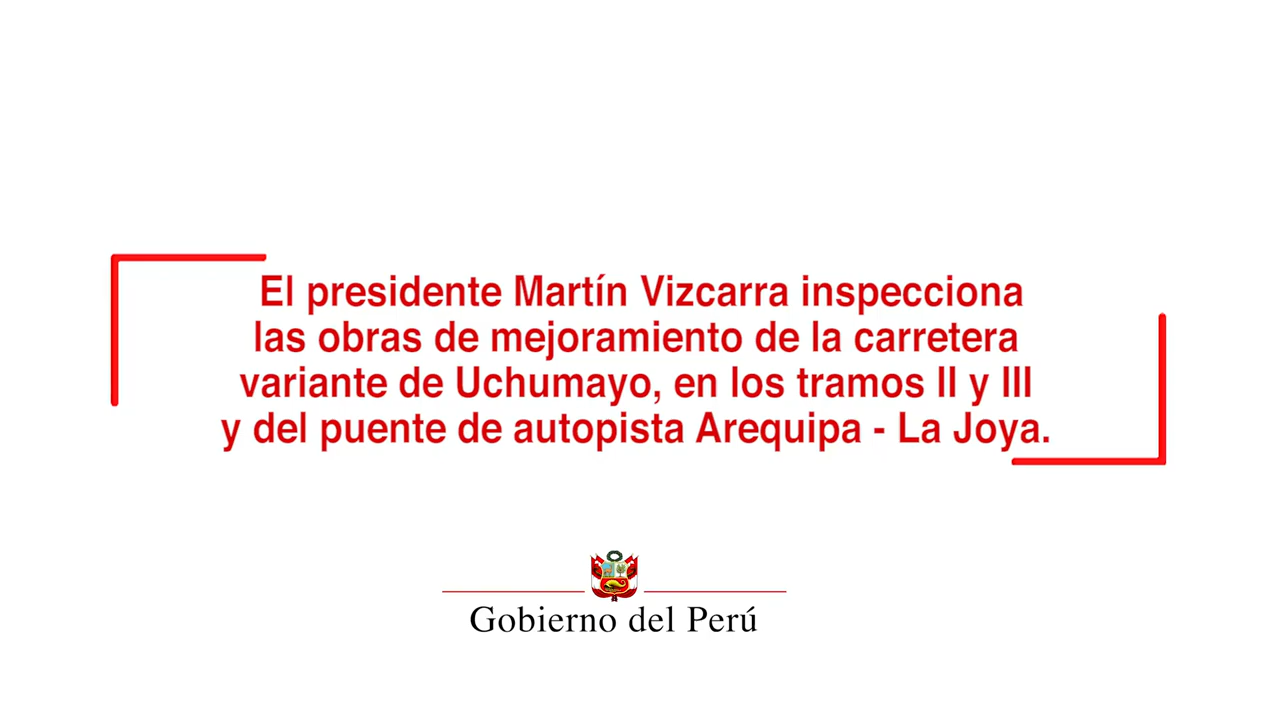 El presidente Martín Vizcarra inspecciona
las obras de mejoramiento de la carretera
variante de Uchumayo, en los tramos II y III
y del puente de autopista Arequipa - La Joya.
Gobierno del Perú